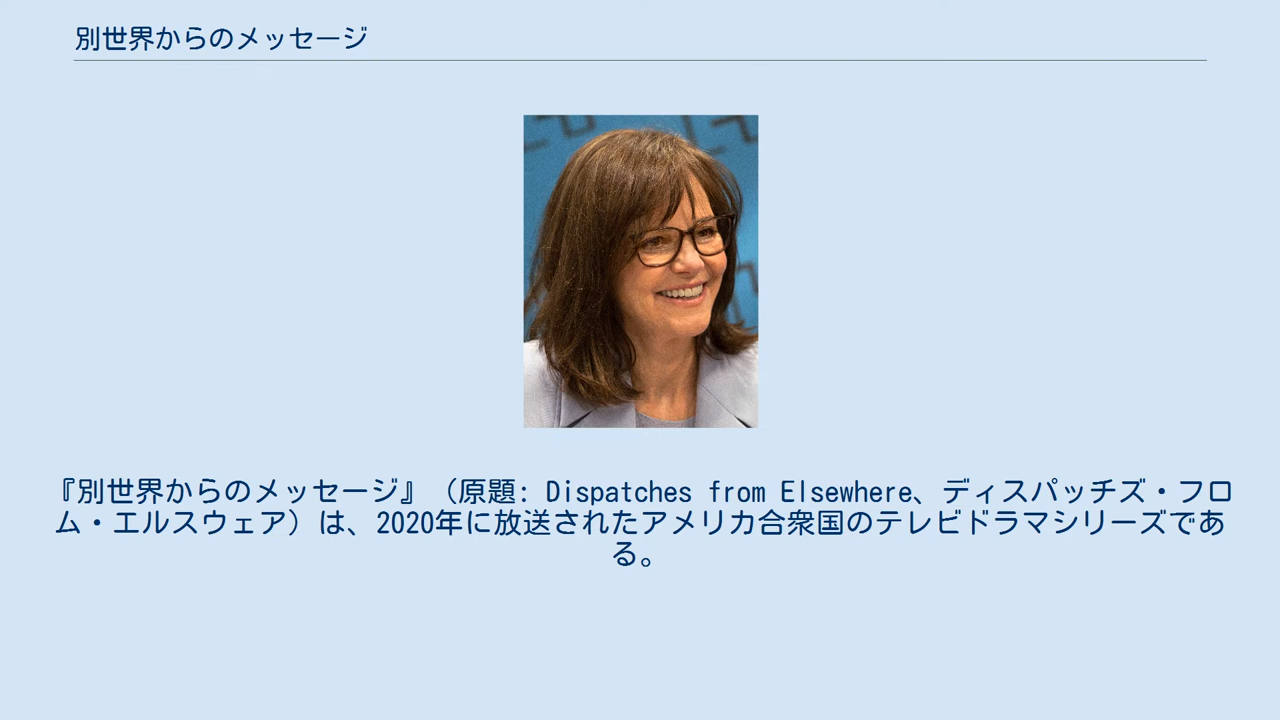 別世界からのメッセージ
『別世界からのメッセージ』（原題: Dispatches from Elsewhere、ディスパッチズ・フロ
ム・エルスウェア）は、2020年に放送されたアメリカ合衆国のテレビドラマシリーズであ
る。